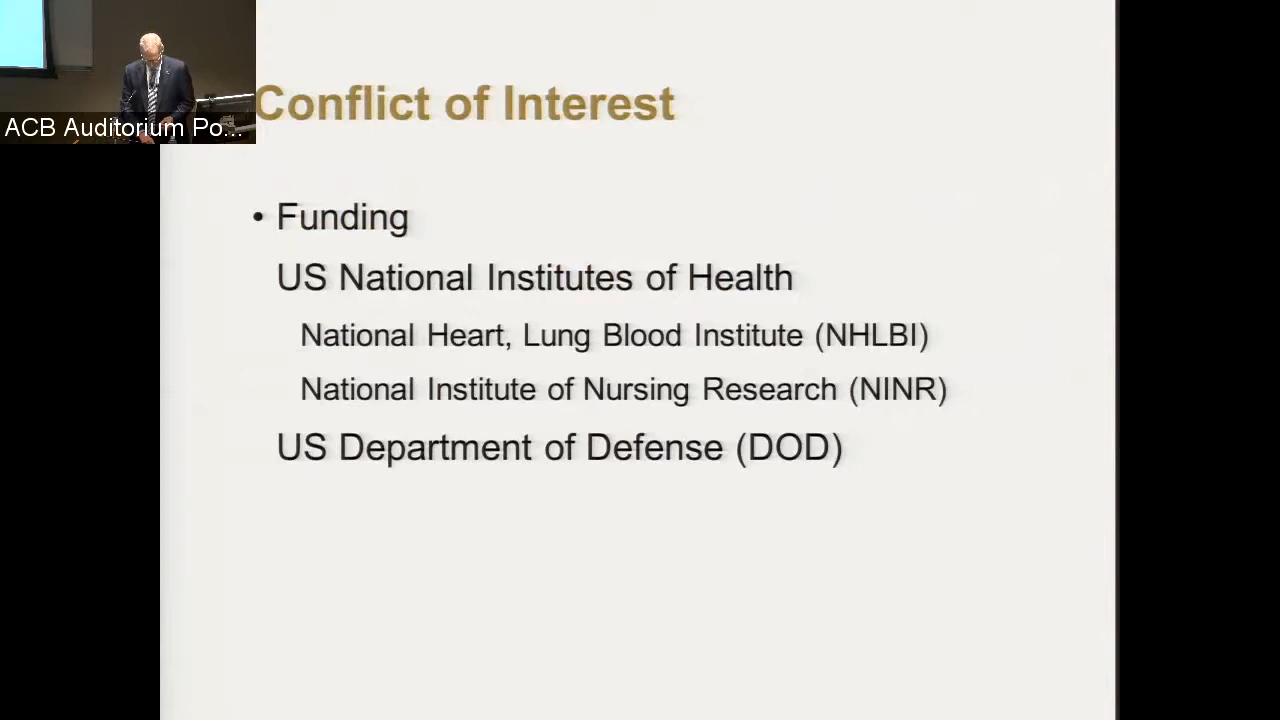 ACB Auditorium Po...
Conflict of Interest
• Funding
US National Institutes of Health
National Heart, Lung Blood Institute (NHLBI)
National Institute of Nursing Research (NINR)
US Department of Defense (DOD)